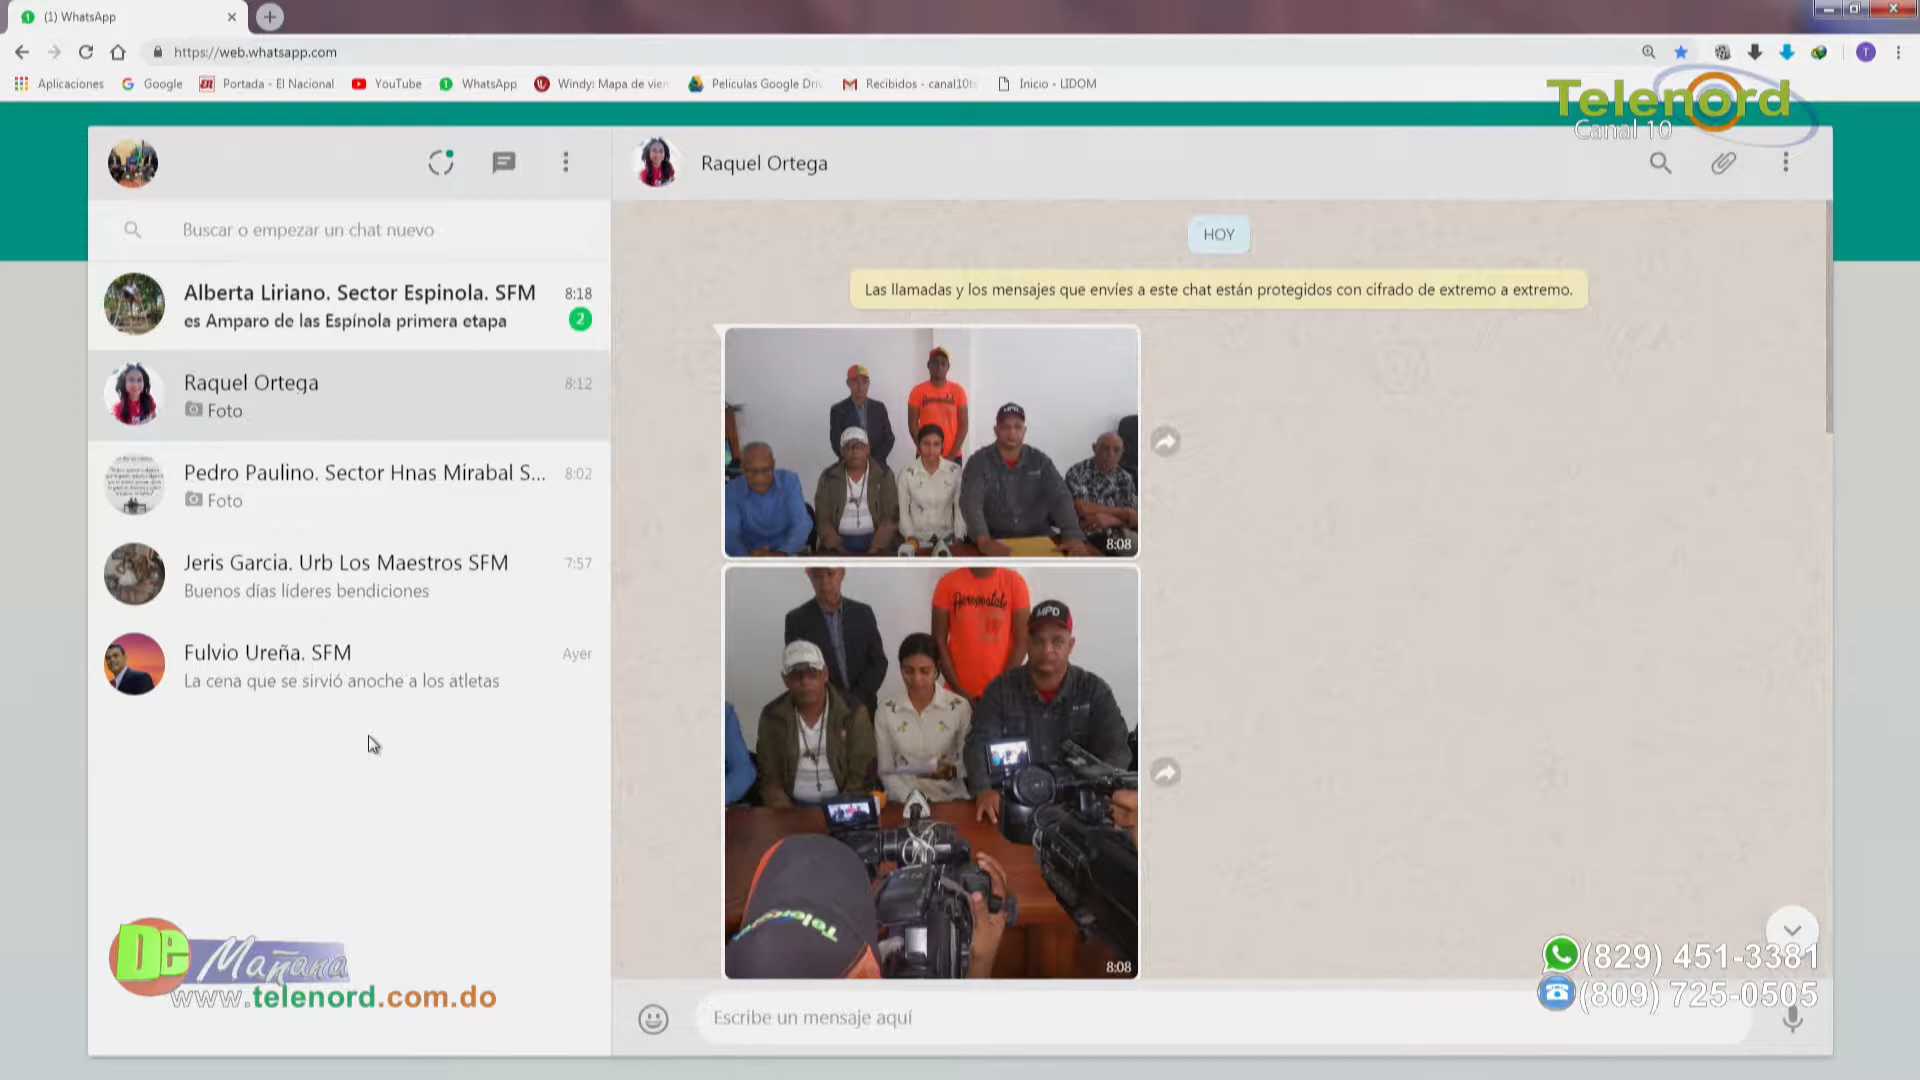 (1) WhatsApp
https://web.whatsapp.com
T
Aplicaciones
Google
Portada - El Nacional
YouTube
WhatsApp
Windy: Mapa de vien
Peliculas Google Driv
Recibidos - canal10t
Inicio - LIDOM
Telenord
Canal 10
Raquel Ortega
Buscar o empezar un chat nuevo
HOY
Las llamadas y los mensajes que envíes a este chat están protegidos con cifrado de extremo a extremo.
Alberta Liriano. Sector Espinola. SFM 8:18
es Amparo de las Espínola primera etapa 2
Raquel Ortega 8:12
Foto
Pedro Paulino. Sector Hnas Mirabal S... 8:02
Foto
Jeris Garcia. Urb Los Maestros SFM 7:57
Buenos días líderes bendiciones
Fulvio Ureña. SFM Ayer
La cena que se sirvió anoche a los atletas
Aeropostale
MPD
8:08
Aeropostale
MPD
Telenord
8:08
De Mañana
www.telenord.com.do
(829) 451-3381
(809) 725-0505
Escribe un mensaje aquí